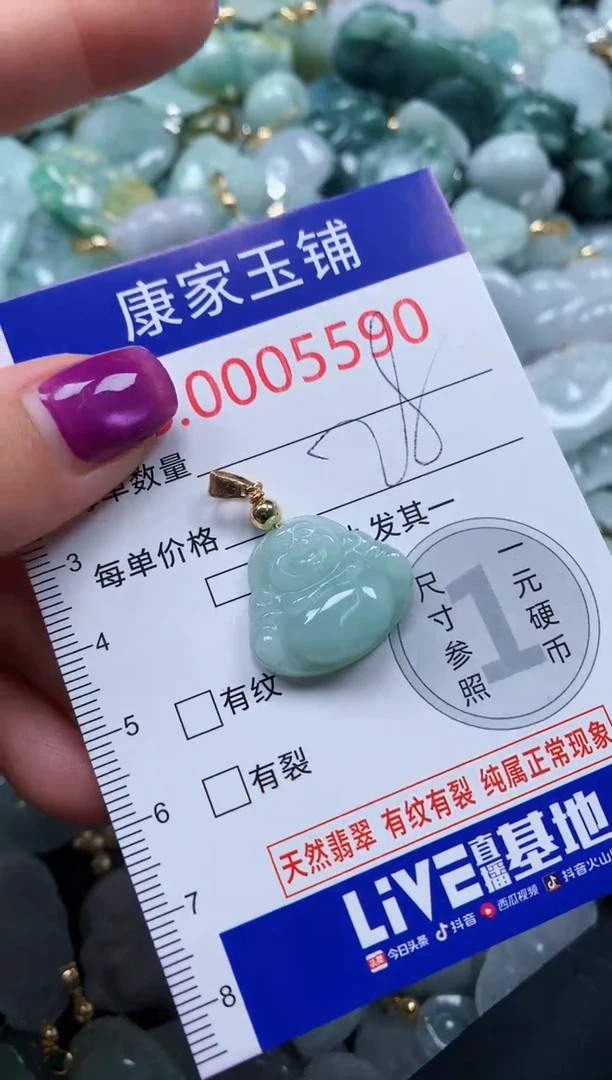 康家玉铺
.0005590
单数量
78
每单价格
发其一
3
4
5
6
7
8
有纹
有裂
一元硬币
1
尺寸参照
天然翡翠 有纹有裂 纯属正常现象
LiVE直播基地
头条 今日头条 抖音 西瓜视频 抖音火山